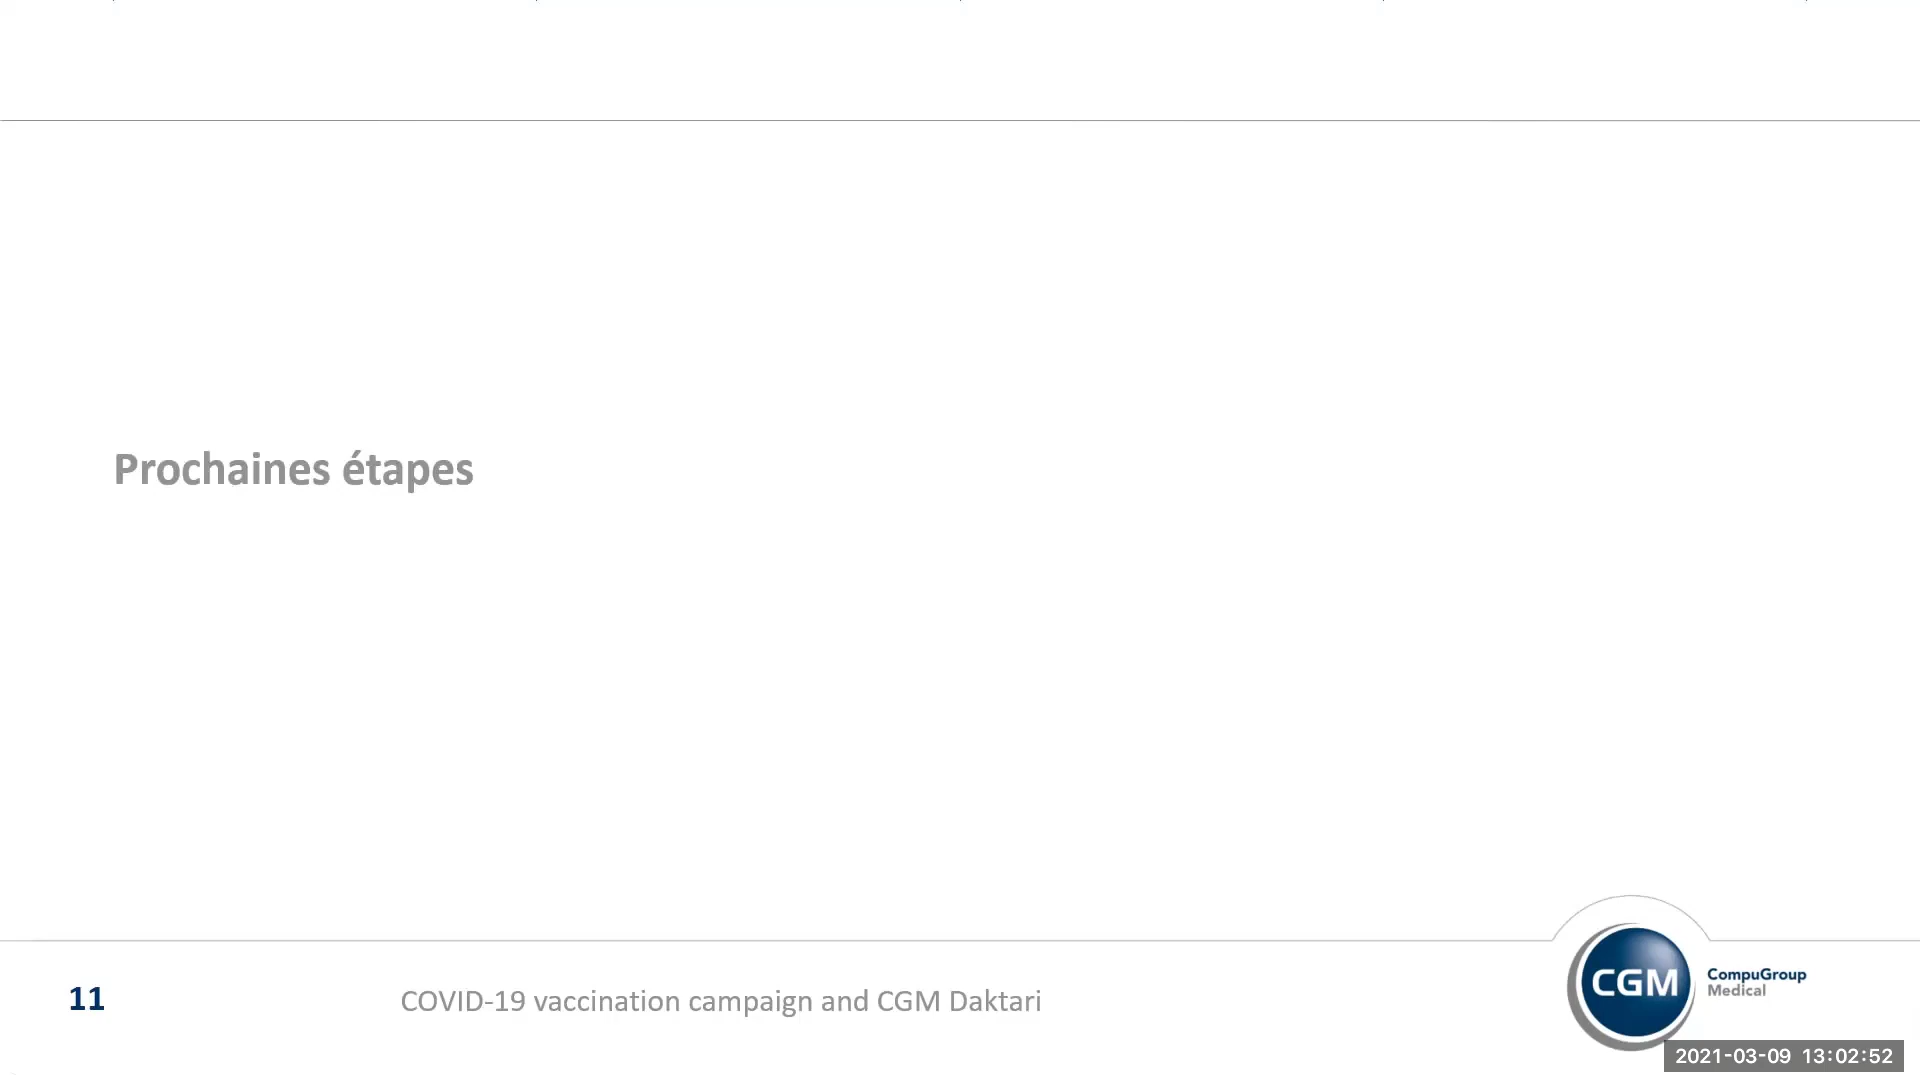 Prochaines étapes
11
COVID-19 vaccination campaign and CGM Daktari
CGM
CompuGroup
Medical
2021-03-09 13:02:52